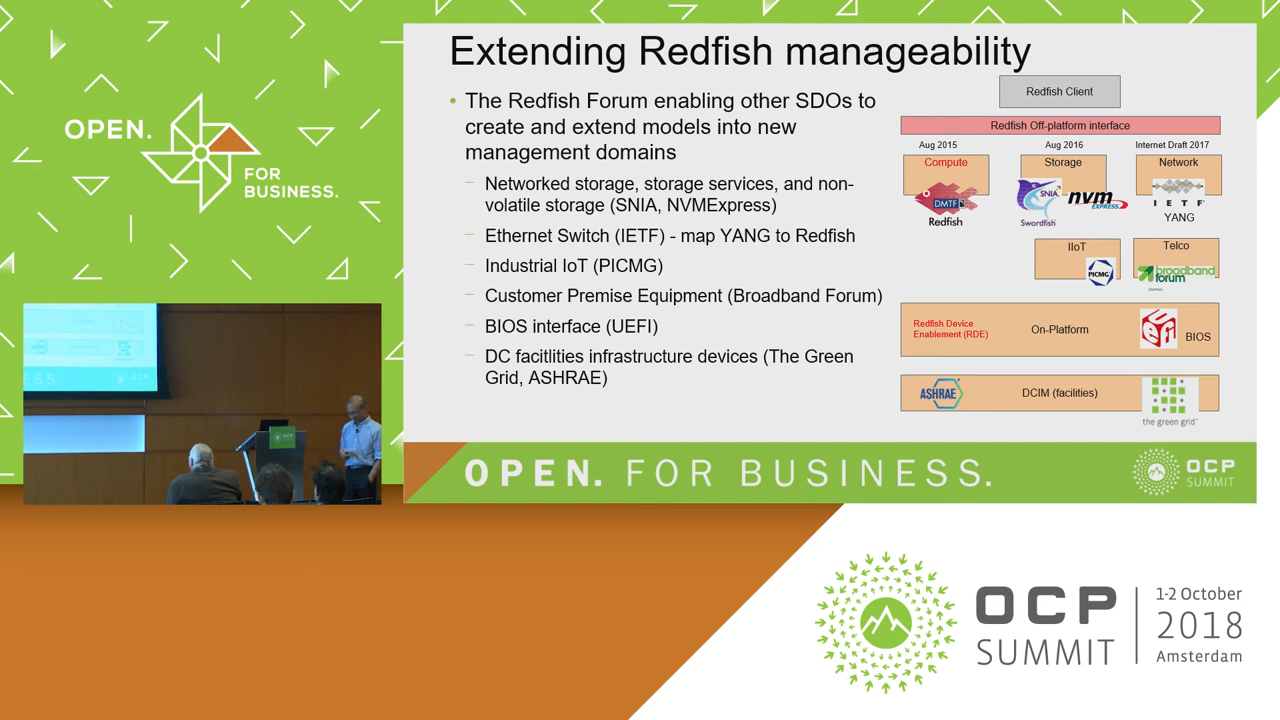 OPEN.
FOR
BUSINESS.
Extending Redfish manageability
• The Redfish Forum enabling other SDOs to
create and extend models into new
management domains
– Networked storage, storage services, and non-
volatile storage (SNIA, NVMExpress)
– Ethernet Switch (IETF) - map YANG to Redfish
– Industrial IoT (PICMG)
– Customer Premise Equipment (Broadband Forum)
– BIOS interface (UEFI)
– DC facitlities infrastructure devices (The Green
Grid, ASHRAE)
Redfish Client
Redfish Off-platform interface
Aug 2015
Aug 2016
Internet Draft 2017
Compute
Storage
Network
DMTF
Redfish
SNIA
Swordfish
nvm
EXPRESS
I E T F
YANG
IIoT
PICMG
Telco
broadband
forum
Redfish Device
Enablement (RDE)
On-Platform
UEFI
BIOS
ASHRAE
DCIM (facilities)
the green grid
OPEN. FOR BUSINESS.
OCP
SUMMIT
ESS.
OCP
OCP
SUMMIT
1-2 October
2018
Amsterdam